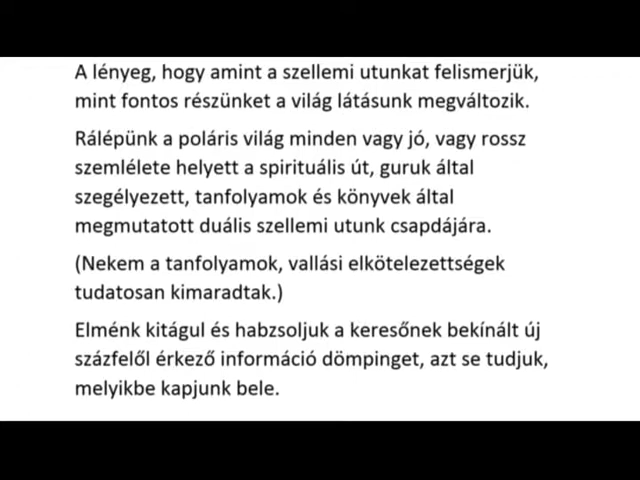 A lényeg, hogy amint a szellemi utunkat felismerjük,
mint fontos részünket a világ látásunk megváltozik.
Rálépünk a poláris világ minden vagy jó, vagy rossz
szemlélete helyett a spirituális út, guruk által
szegélyezett, tanfolyamok és könyvek által
megmutatott duális szellemi utunk csapdájára.
(Nekem a tanfolyamok, vallási elkötelezettségek
tudatosan kimaradtak.)
Elménk kitágul és habzsoljuk a keresőnek bekínált új
százfelől érkező információ dömpinget, azt se tudjuk,
melyikbe kapjunk bele.